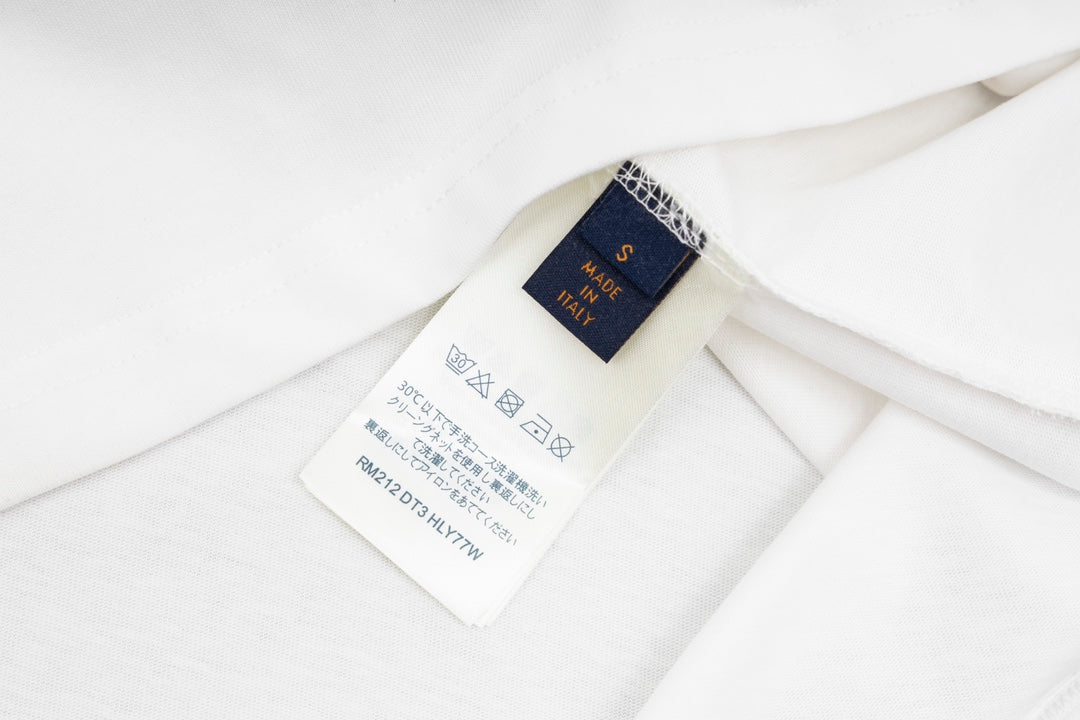 S
MADE
IN
ITALY
30
30℃以下で手洗コース洗濯機洗い
クリーングネットを使用し裏返しにし
て洗濯してください
裏返しにしてアイロンをあててください
RM212 DT3 HLY77W